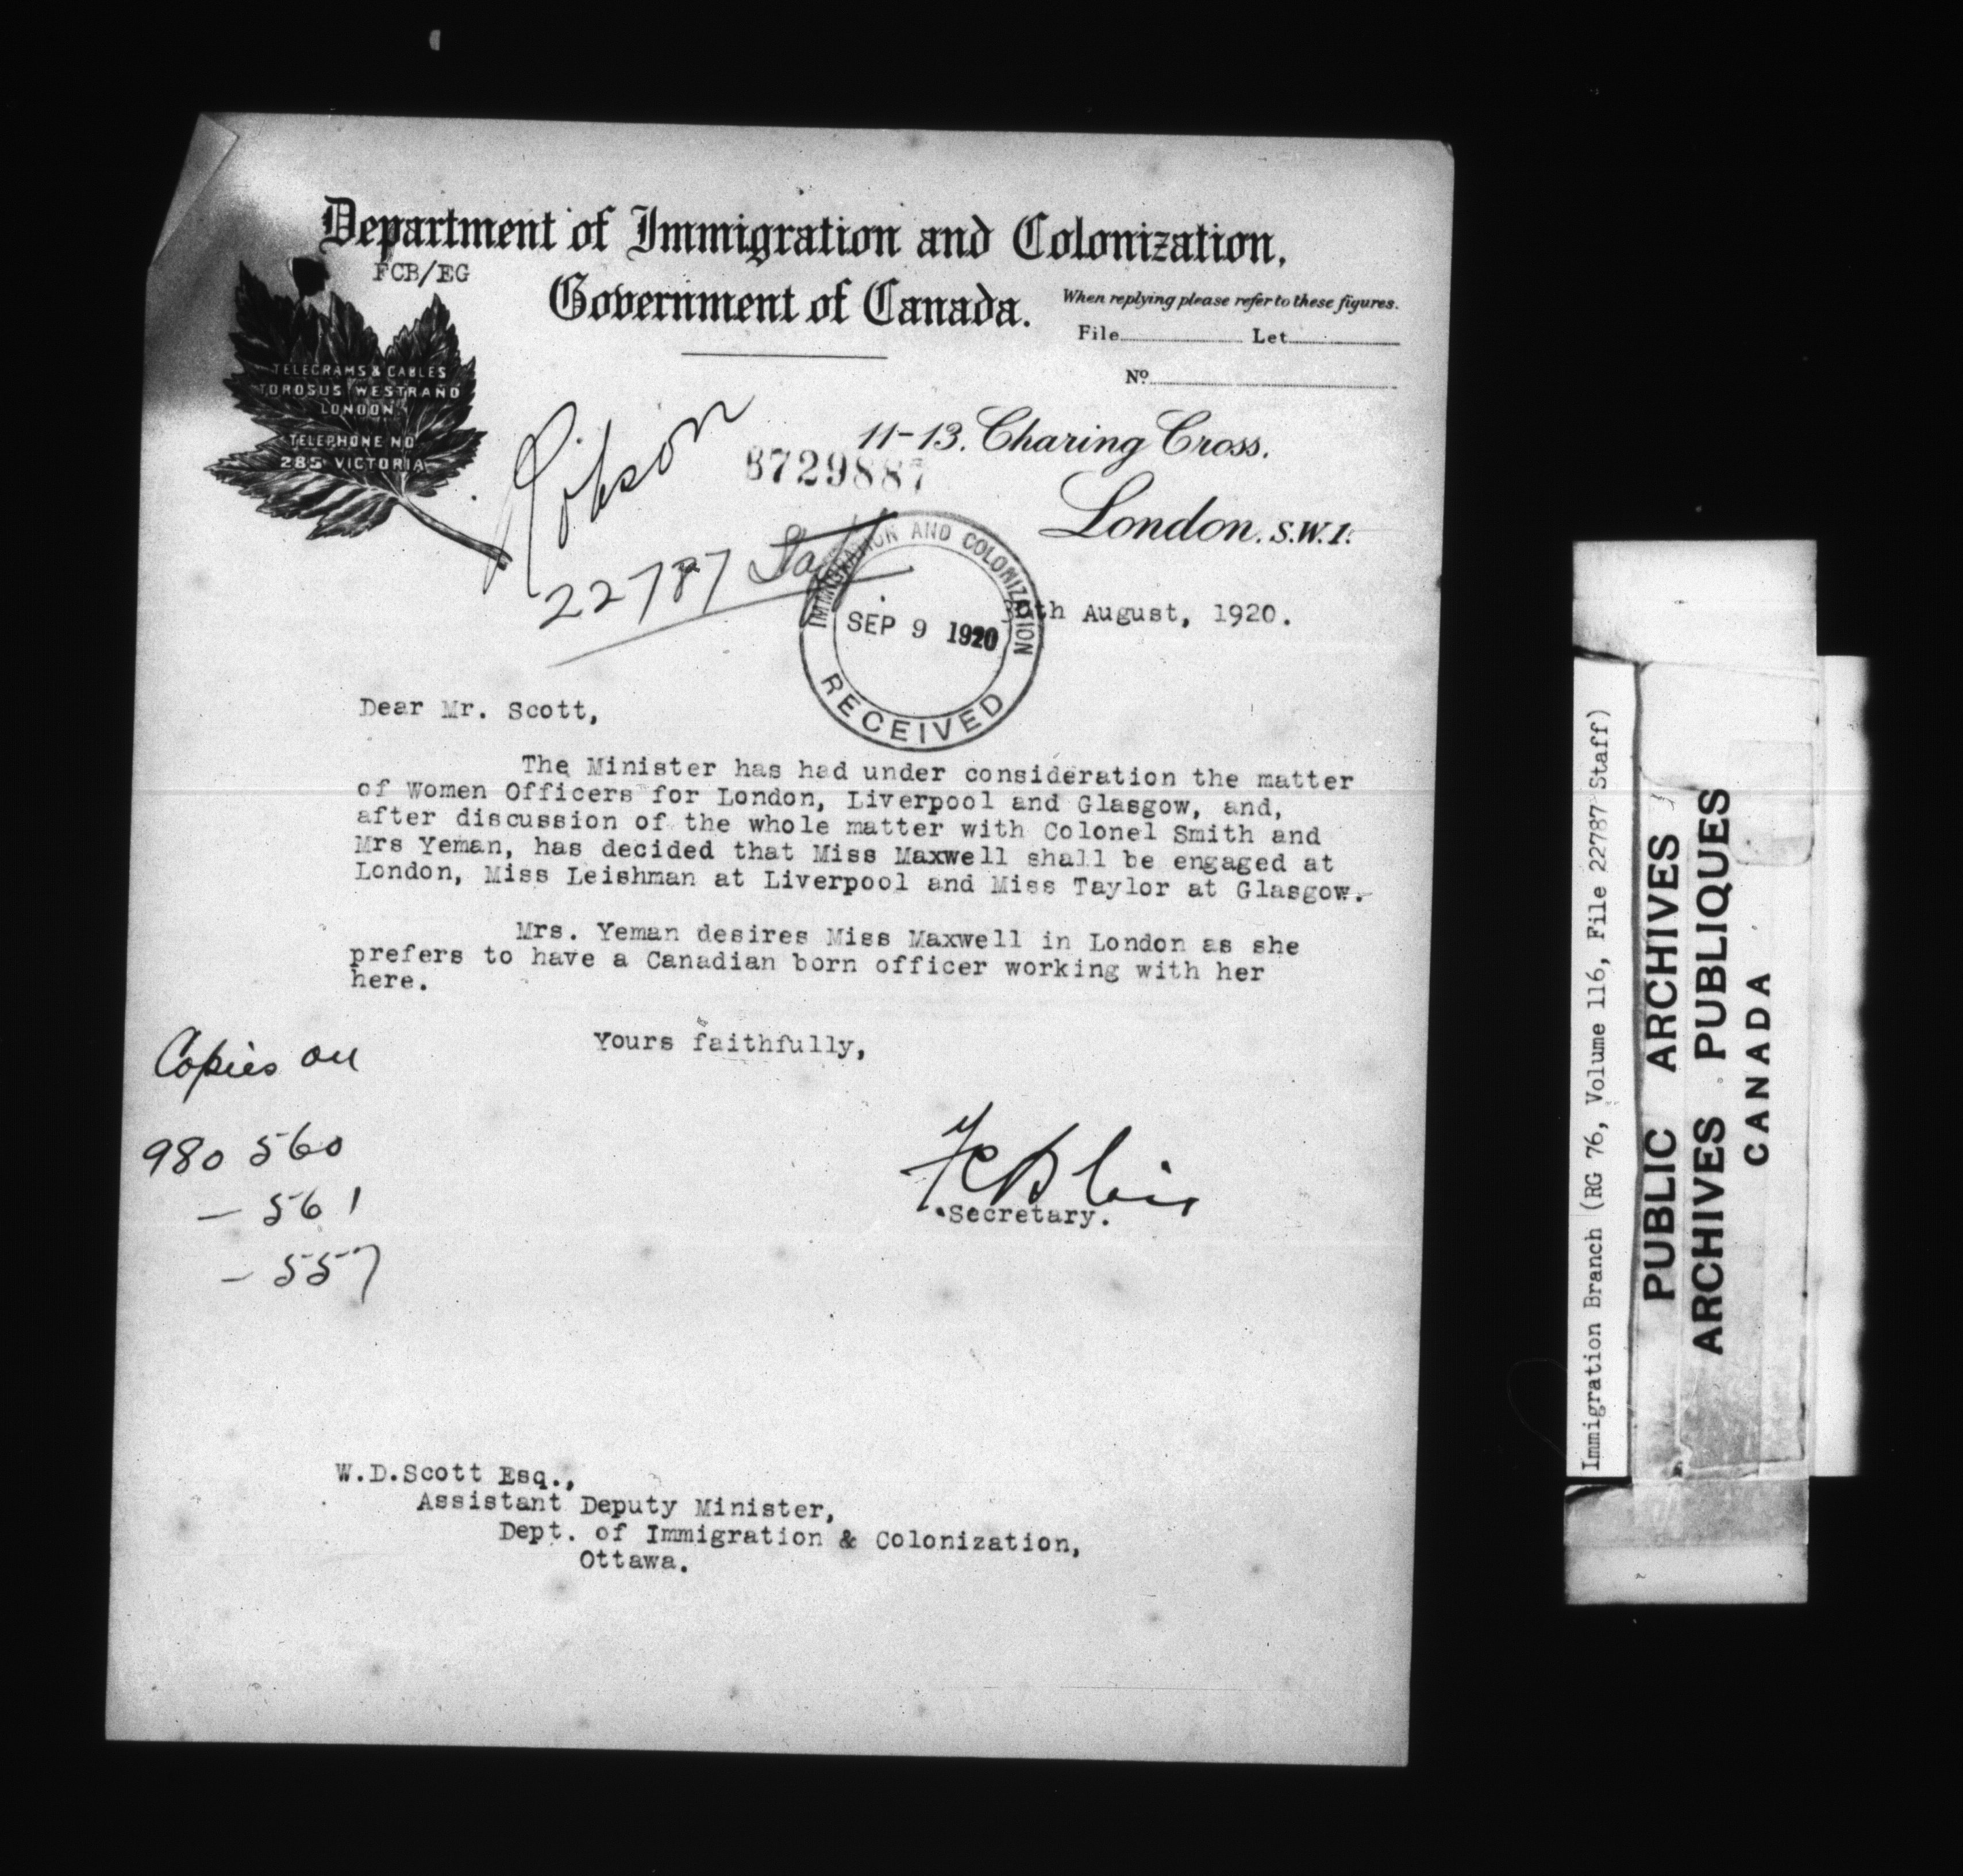 Department of Immigration and Colonization,
FCB/EG
Government of Canada.
When replying please refer to these figures.
File Let
No.
TELEGRAMS & CABLES
TOROSUS WESTRAND
LONDON.
TELEPHONE NO
285 VICTORIA
11-13. Charing Cross.
London. S.W.1.
Robson
8729887
22787 Staff
IMMIGRATION AND COLONIZATION
SEP 9 1920
RECEIVED
th August, 1920.
Dear Mr. Scott,
The Minister has had under consideration the matter
of Women Officers for London, Liverpool and Glasgow, and,
after discussion of the whole matter with Colonel Smith and
Mrs Yeman, has decided that Miss Maxwell shall be engaged at
London, Miss Leishman at Liverpool and Miss Taylor at Glasgow.
Mrs. Yeman desires Miss Maxwell in London as she
prefers to have a Canadian born officer working with her
here.
Yours faithfully,
Secretary.
Copies on
980 560
- 561
- 557
W.D.Scott Esq.,
Assistant Deputy Minister,
Dept. of Immigration & Colonization,
Ottawa.
Immigration Branch (RG 76, Volume 116, File 22787 Staff)
PUBLIC ARCHIVES
ARCHIVES PUBLIQUES
CANADA